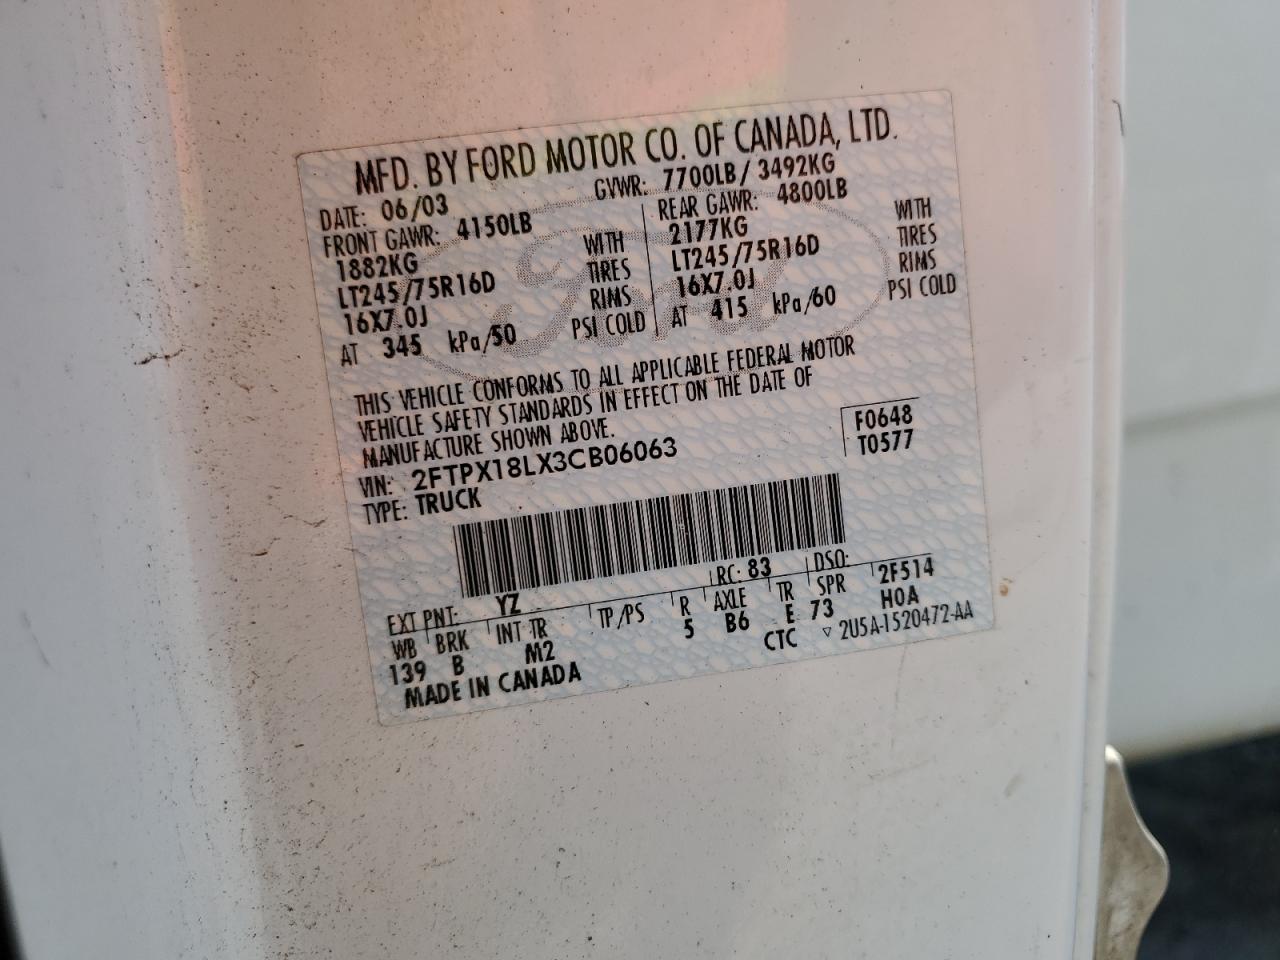 MFD. BY FORD MOTOR CO. OF CANADA, LTD.
DATE: 06/03 GVWR: 7700LB/ 3492KG
FRONT GAWR: 4150LB REAR GAWR: 4800LB
1882KG WITH 2177KG WITH
LT245/75R16D TIRES LT245/75R16D TIRES
16X7.0J RIMS 16X7.0J RIMS
AT 345 kPa/50 PSI COLD AT 415 kPa/60 PSI COLD
THIS VEHICLE CONFORMS TO ALL APPLICABLE FEDERAL MOTOR
VEHICLE SAFETY STANDARDS IN EFFECT ON THE DATE OF
MANUFACTURE SHOWN ABOVE.
VIN: 2FTPX18LX3CB06063 F0648
TYPE: TRUCK T0577
EXT PNT: YZ RC: 83 DSO:
WB BRK INT TR TP/PS R AXLE TR SPR 2F514
139 B M2 5 B6 E 73 H0A
MADE IN CANADA CTC ▽ 2U5A-1520472-AA